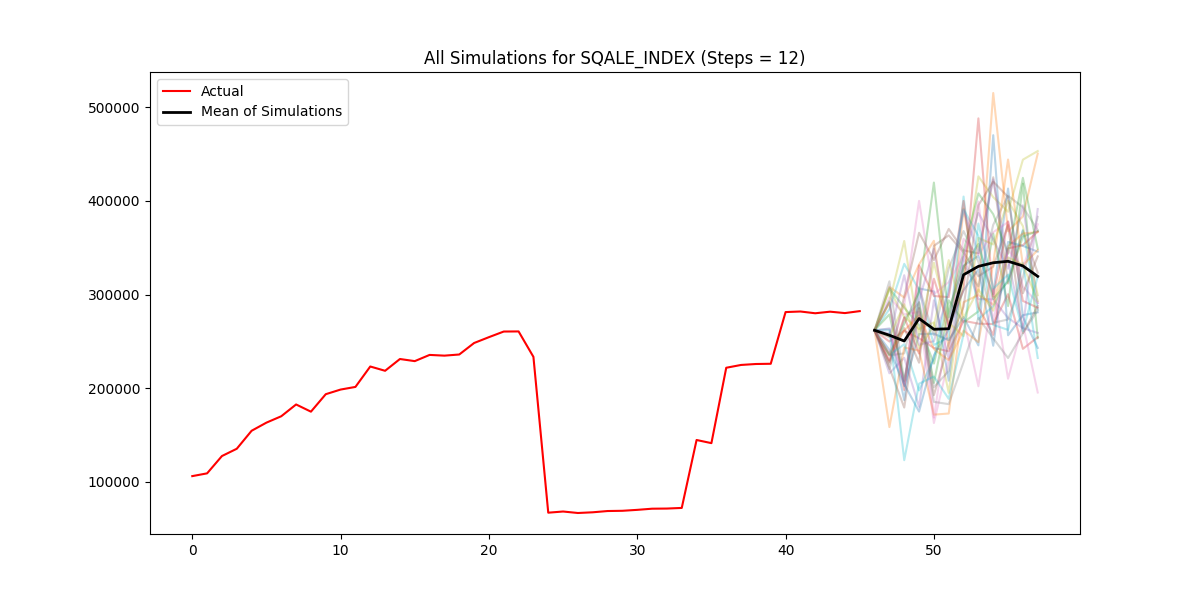 All Simulations for SQALE_INDEX (Steps = 12)
Actual
Mean of Simulations
500000
400000
300000
200000
100000
0 10 20 30 40 50